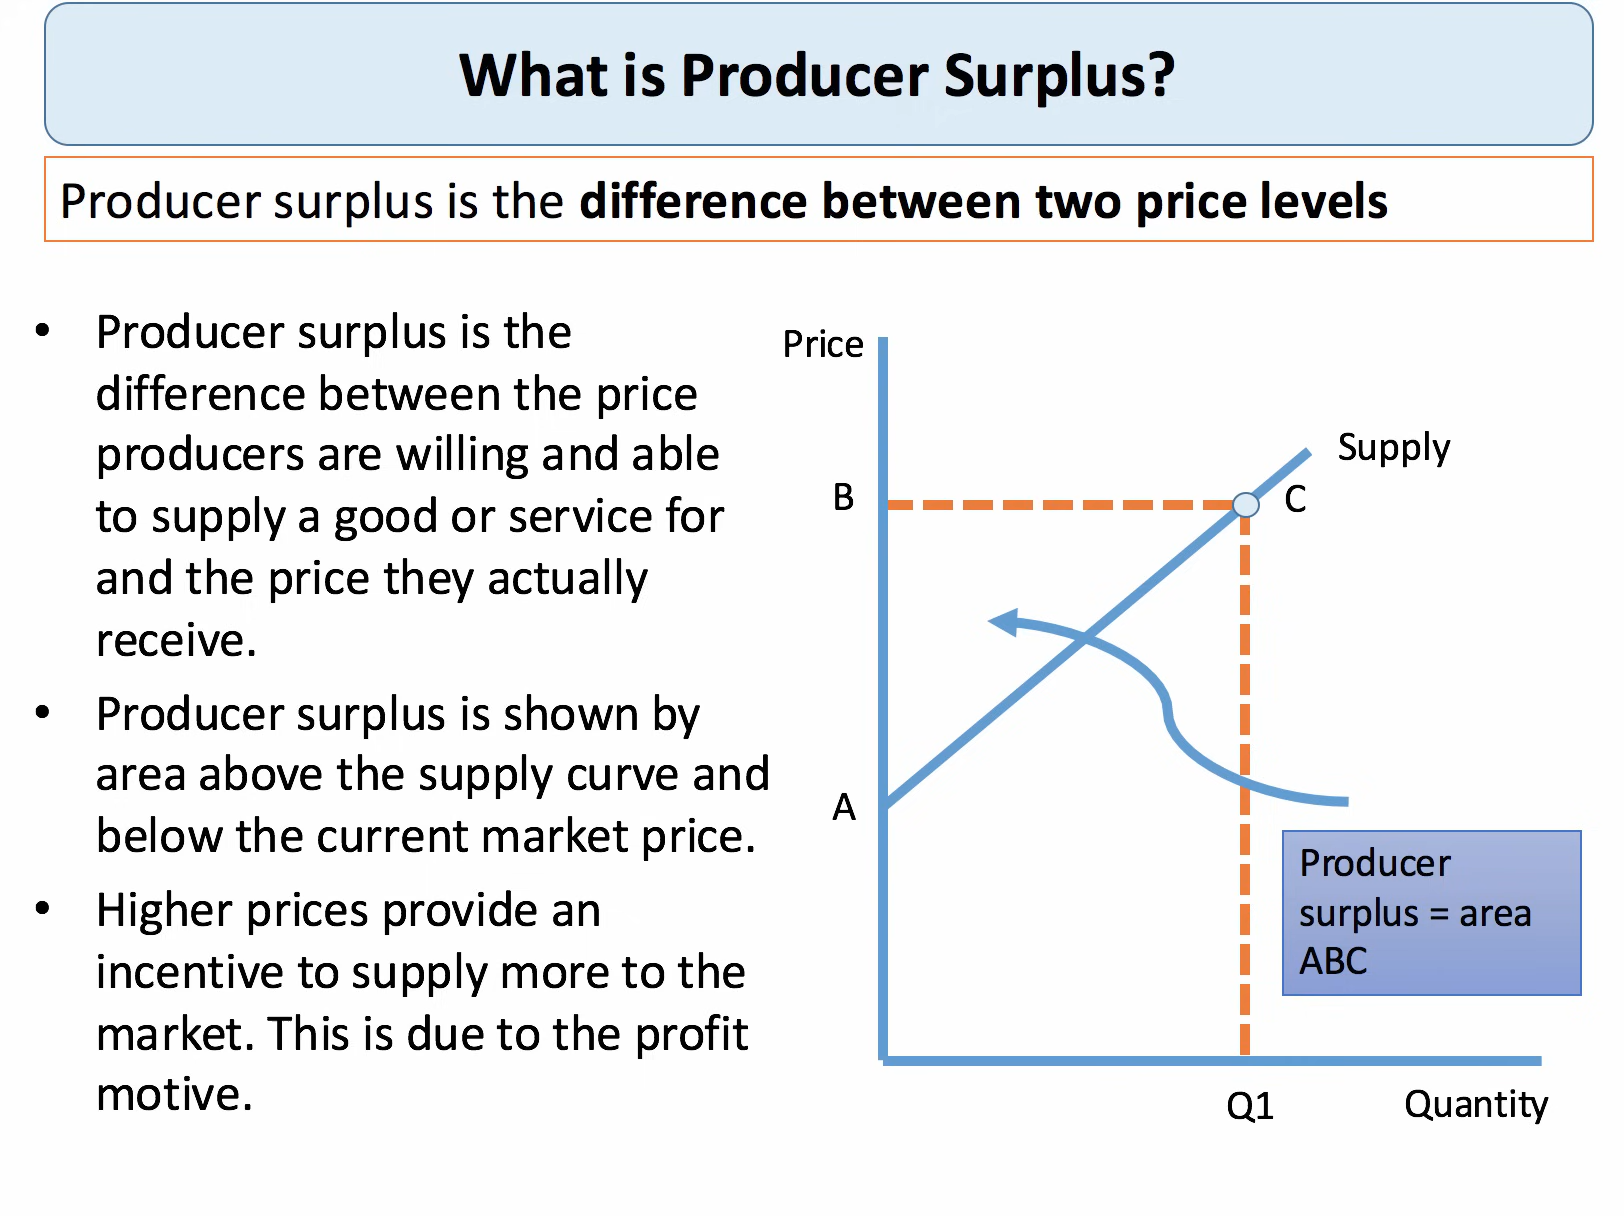 What is Producer Surplus?
Producer surplus is the difference between two price levels
• Producer surplus is the
difference between the price
producers are willing and able
to supply a good or service for
and the price they actually
receive.
• Producer surplus is shown by
area above the supply curve and
below the current market price.
• Higher prices provide an
incentive to supply more to the
market. This is due to the profit
motive.
Price
Supply
B
C
A
Producer
surplus = area
ABC
Q1
Quantity